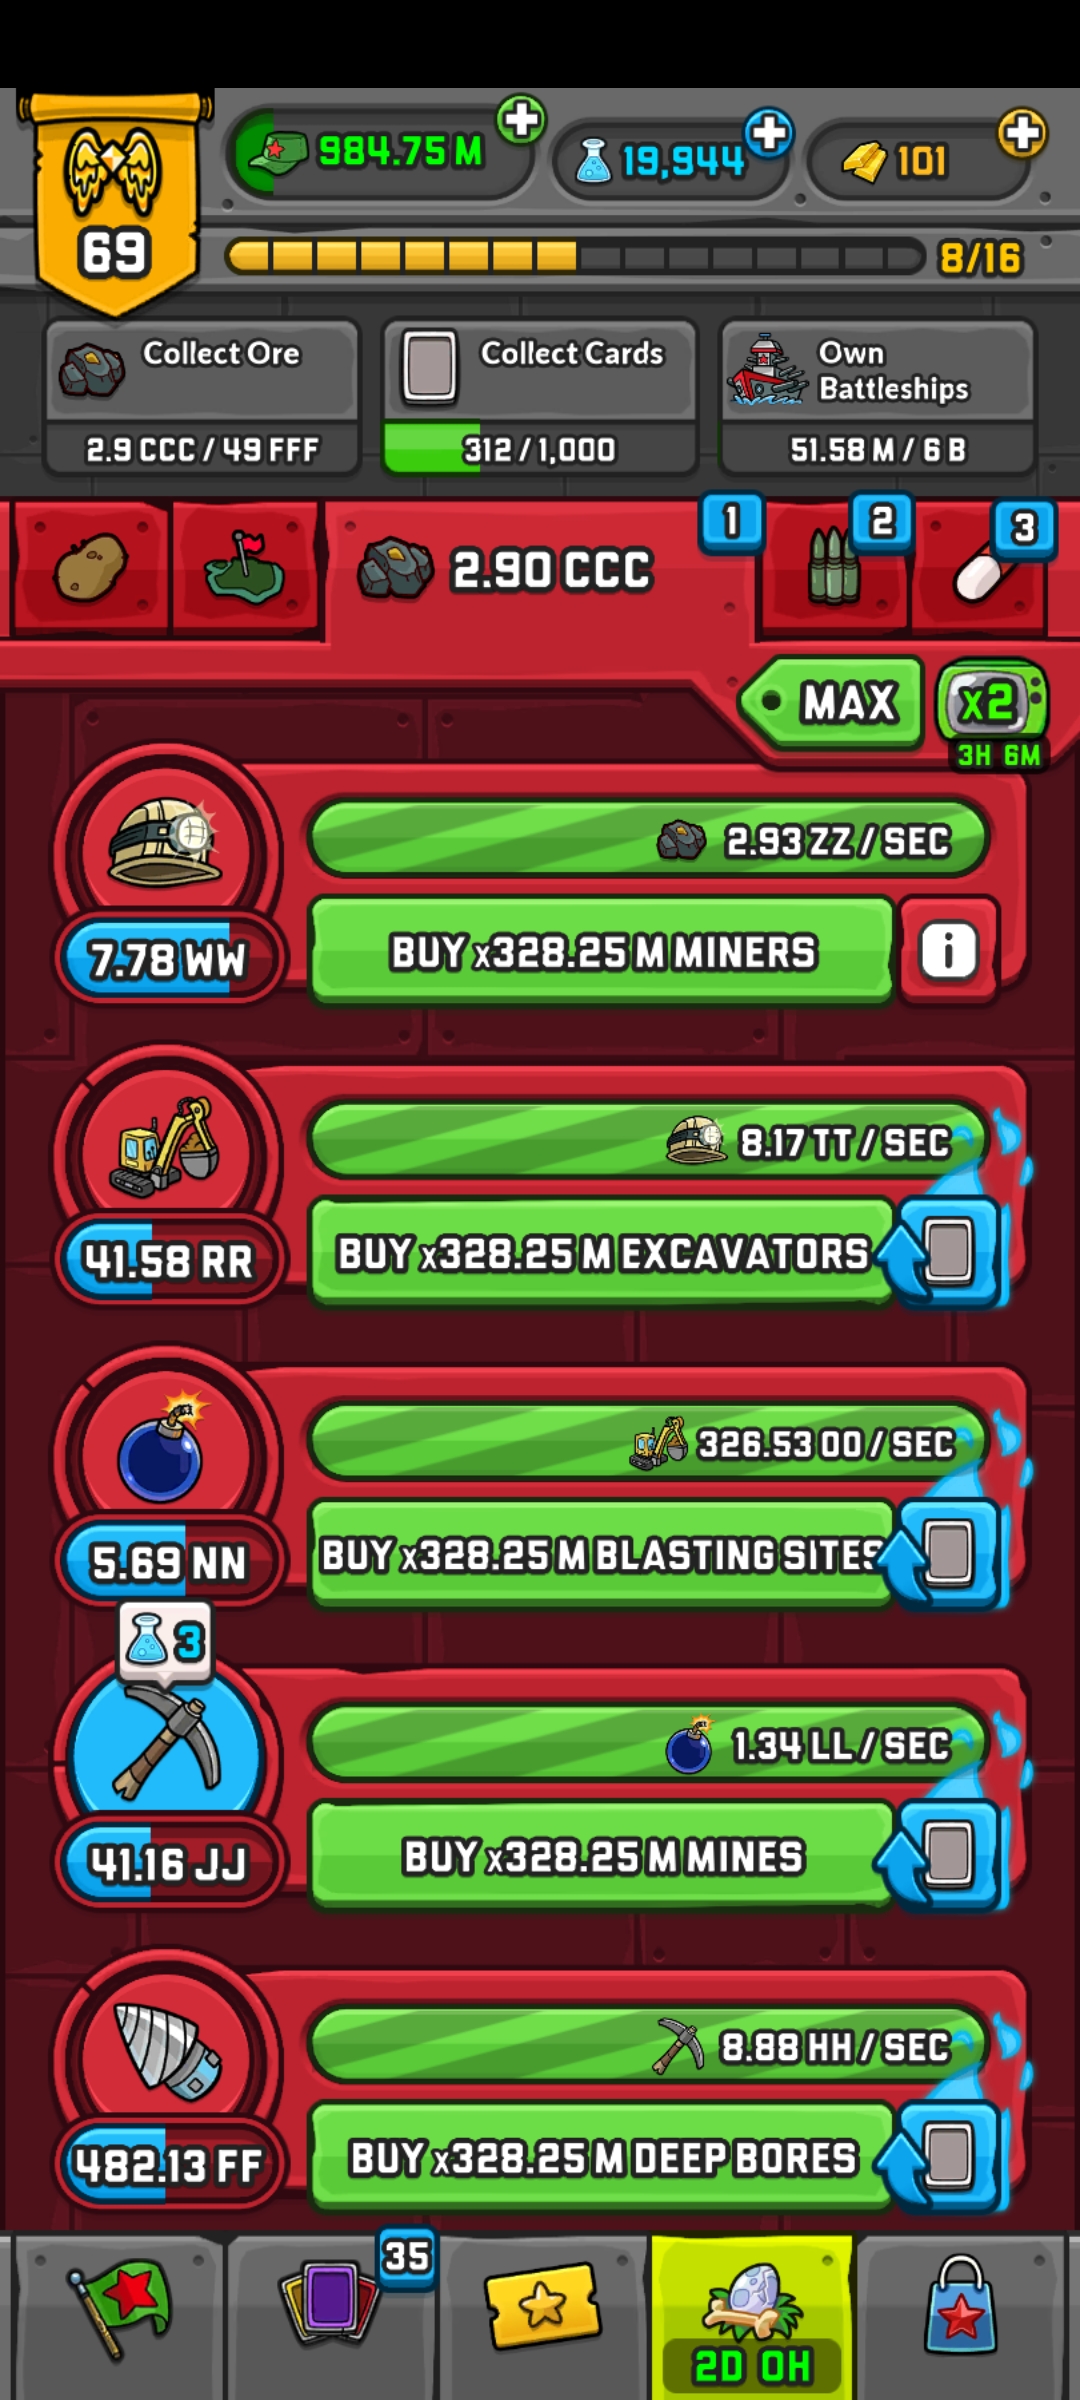 984.75 M
19,944
101
69
8/16
Collect Ore
2.9 CCC / 49 FFF
Collect Cards
312 / 1,000
Own
Battleships
51.58 M / 6 B
2.90 CCC
1
2
3
MAX
x2
3H 6M
2.93 ZZ / SEC
7.78 WW
BUY x328.25 M MINERS
i
8.17 TT / SEC
41.58 RR
BUY x328.25 M EXCAVATORS
326.53 OO / SEC
5.69 NN
BUY x328.25 M BLASTING SITES
3
1.34 LL / SEC
41.16 JJ
BUY x328.25 M MINES
8.88 HH / SEC
482.13 FF
BUY x328.25 M DEEP BORES
35
2D 0H